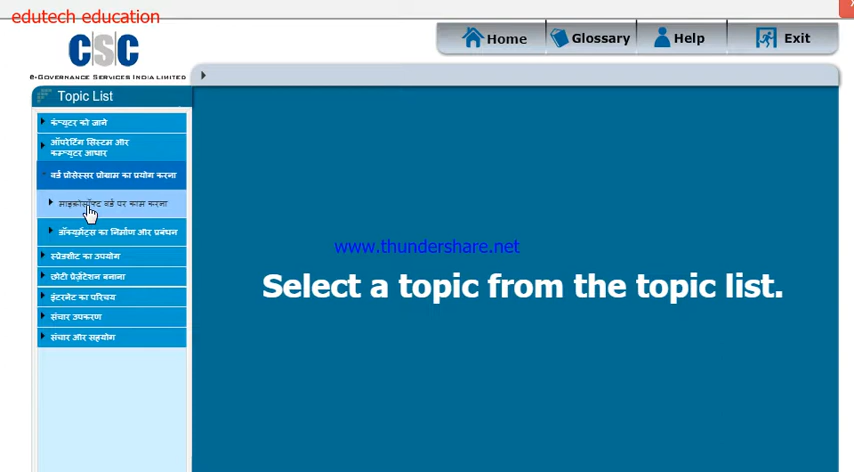 edutech education
CSC
e-Governance Services India Limited
Home
Glossary
Help
Exit
Topic List
कंप्यूटर को जाने
ऑपरेटिंग सिस्टम और
कम्प्यूटर आधार
वर्ड प्रोसेस्सर प्रोग्राम का प्रयोग करना
माइक्रोसॉफ्ट वर्ड पर काम करना
डॉक्यूमेंट्स का निर्माण और प्रबंधन
स्प्रेडशीट का उपयोग
छोटी प्रेज़ेंटेशन बनाना
इंटरनेट का परिचय
संचार उपकरण
संचार और सहयोग
www.thundershare.net
Select a topic from the topic list.